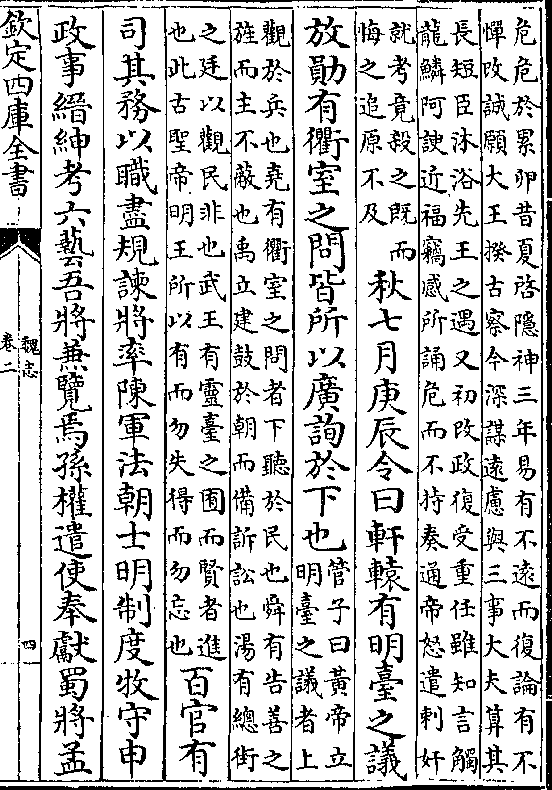 危危於累卵昔夏啓隱神三年易有不遠而復論有不
憚改誠願大王揆古察今深謀遠慮與三事大夫算其
長短臣沐浴先王之遇又初改政復受重任雖知言觸
龍鱗阿諛近福竊感所誦危而不持奏通帝怒遣刺奸
就考竟殺之既而
悔之追原不及
秋七月庚辰令曰軒轅有明臺之議
放勛有衢室之問皆所以廣詢於下也
管子曰黃帝立
明臺之議者上
觀於兵也堯有衢室之問者下聽於民也舜有告善之
旌而主不蔽也禹立建鼓於朝而備訴訟也湯有總街
之廷以觀民非也武王有靈臺之囿而賢者進
也此古聖帝明王所以有而勿失得而勿忘也
百官有
司其務以職盡規諫將率陳軍法朝士明制度牧守申
政事縉紳考六藝吾將兼覽焉孫權遣使奉獻蜀將孟
欽定四庫全書
魏志
卷二
四